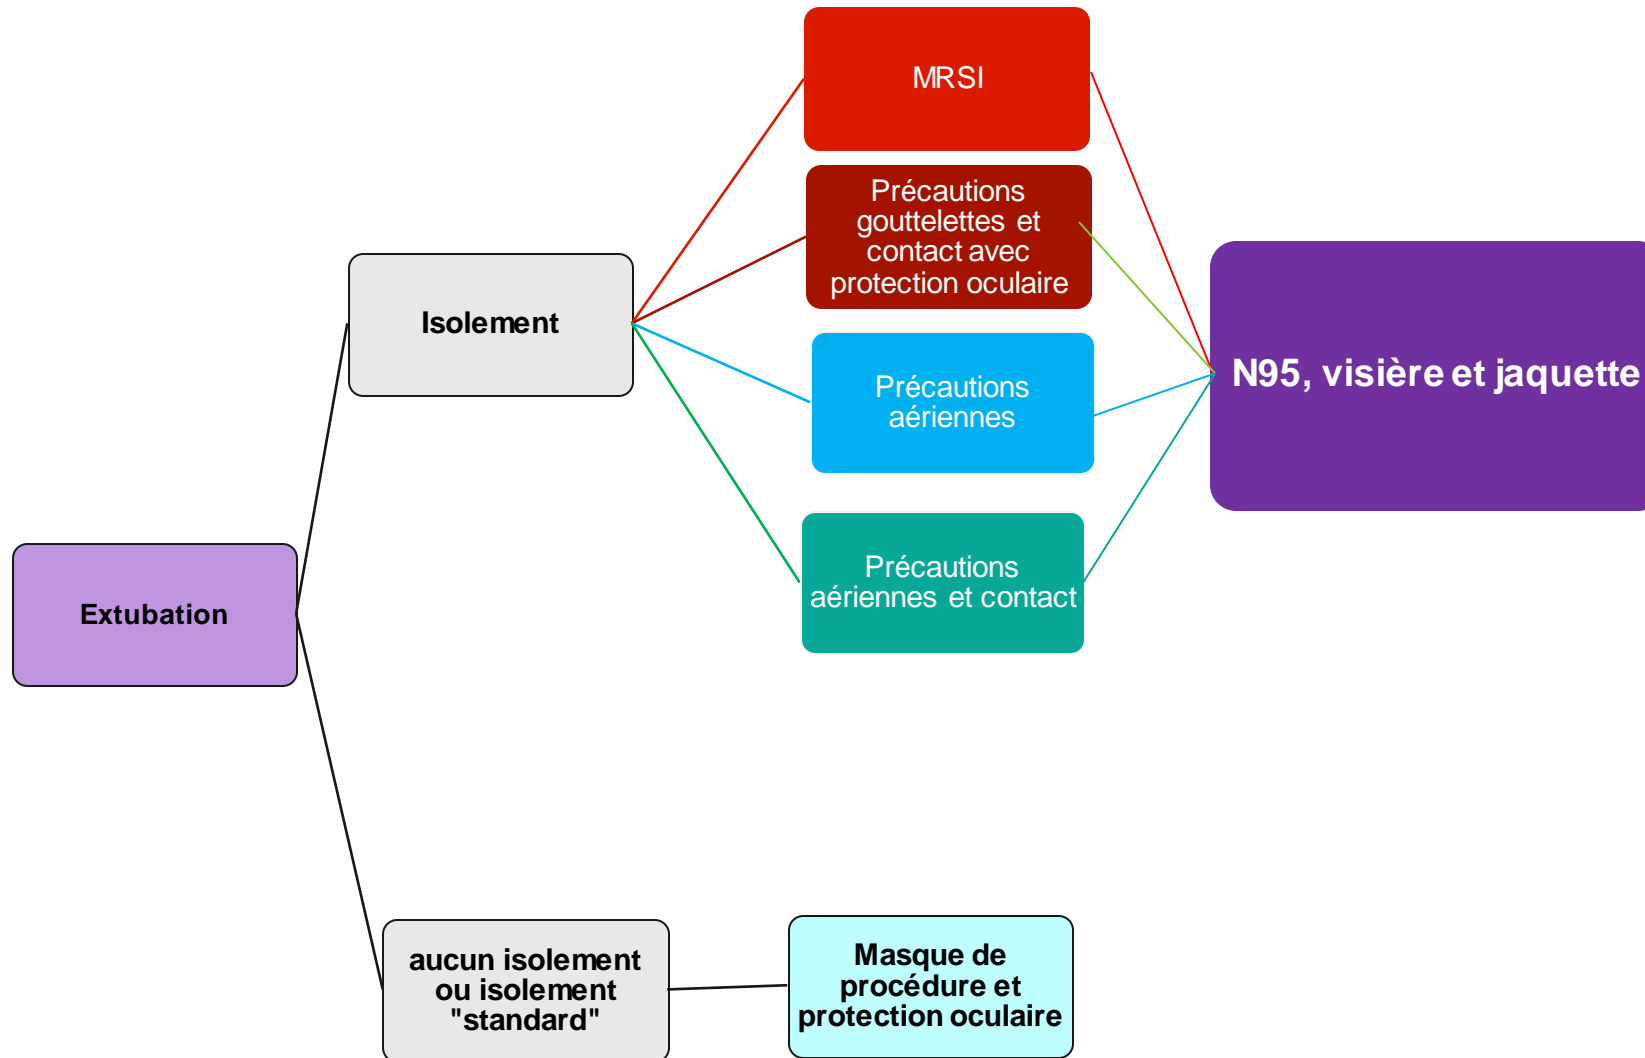 MRSI
Précautions
gouttelettes et
contact avec
protection oculaire
Isolement
N95, visière et jaquette
Précautions
aériennes
Précautions
aériennes et contact
Extubation
aucun isolement
ou isolement
"standard"
Masque de
procédure et
protection oculaire